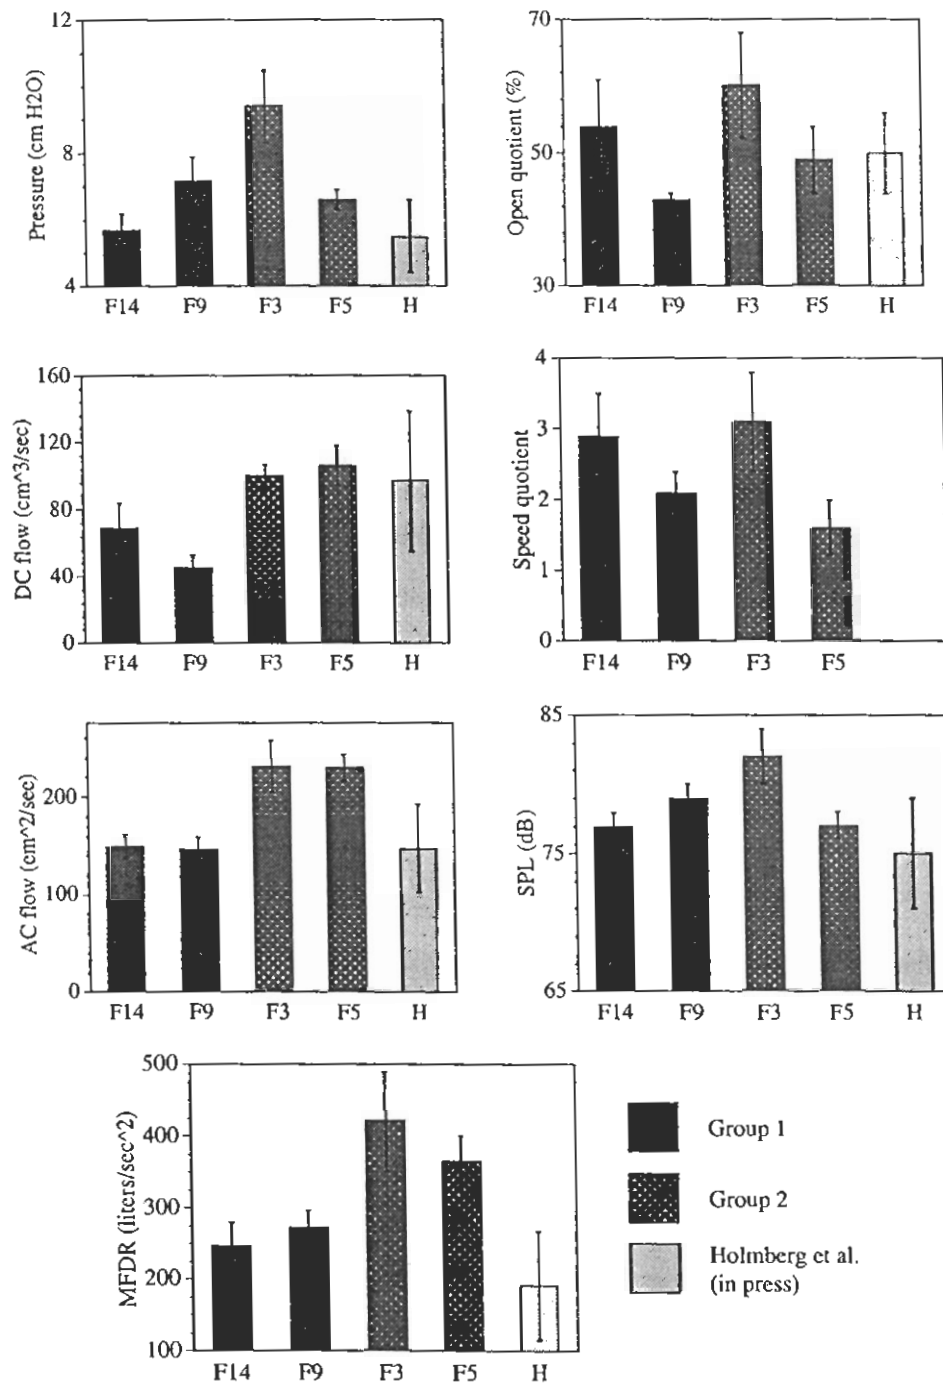 12
8
4
Pressure (cm H2O)
F14 F9 F3 F5 H
70
50
30
Open quotient (%)
F14 F9 F3 F5 H
160
120
80
40
0
DC flow (cm^3/sec)
F14 F9 F3 F5 H
4
3
2
1
0
Speed quotient
F14 F9 F3 F5
200
100
0
AC flow (cm^2/sec)
F14 F9 F3 F5 H
85
75
65
SPL (dB)
F14 F9 F3 F5 H
500
400
300
200
100
MFDR (liters/sec^2)
F14 F9 F3 F5 H
Group 1
Group 2
Holmberg et al.
(in press)